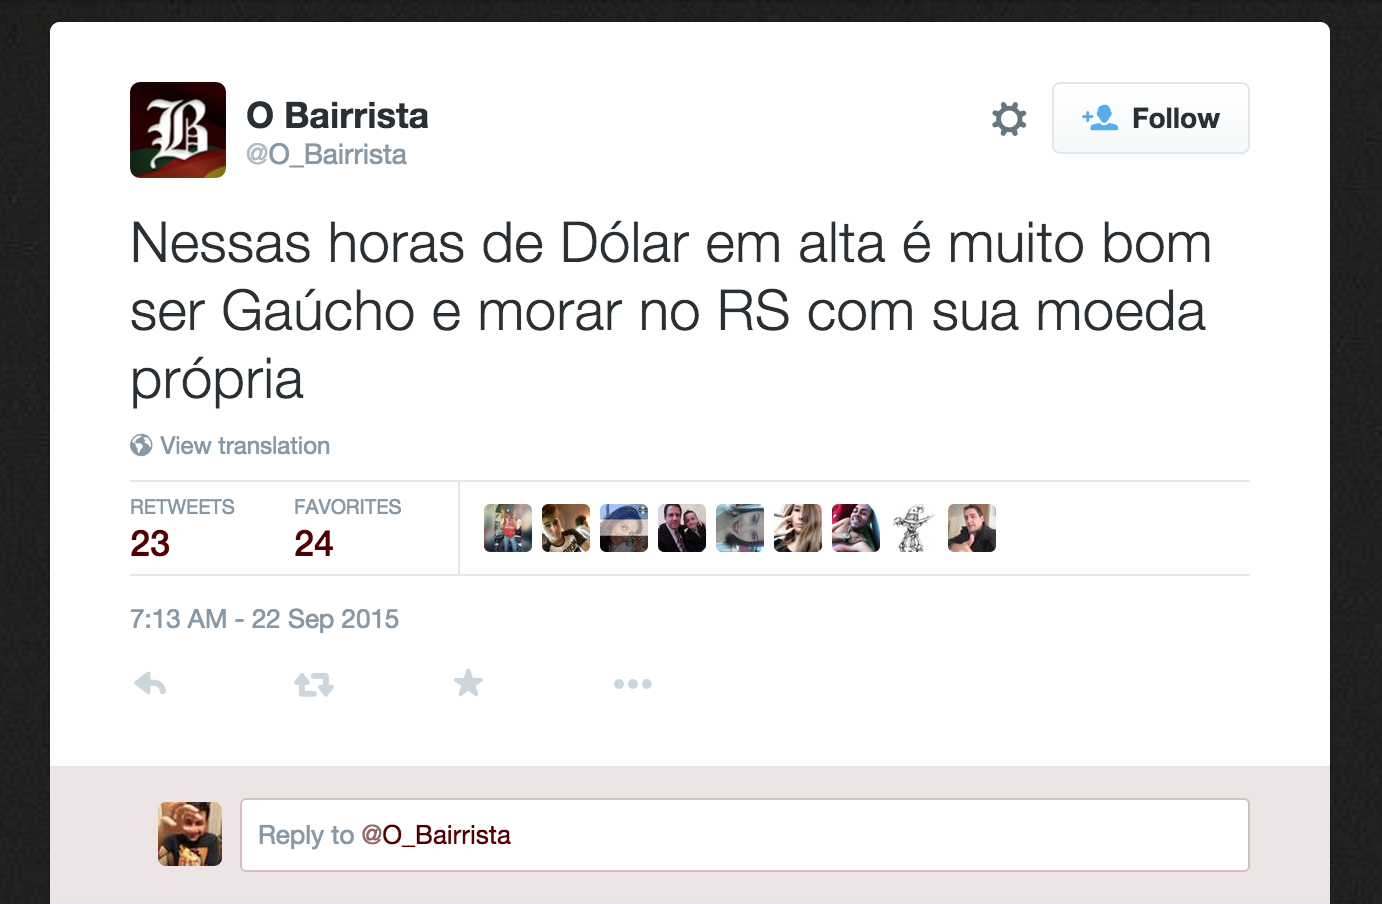 B
O Bairrista
@O_Bairrista
Follow
Nessas horas de Dólar em alta é muito bom
ser Gaúcho e morar no RS com sua moeda
própria
View translation
RETWEETS
23
FAVORITES
24
7:13 AM - 22 Sep 2015
Reply to @O_Bairrista